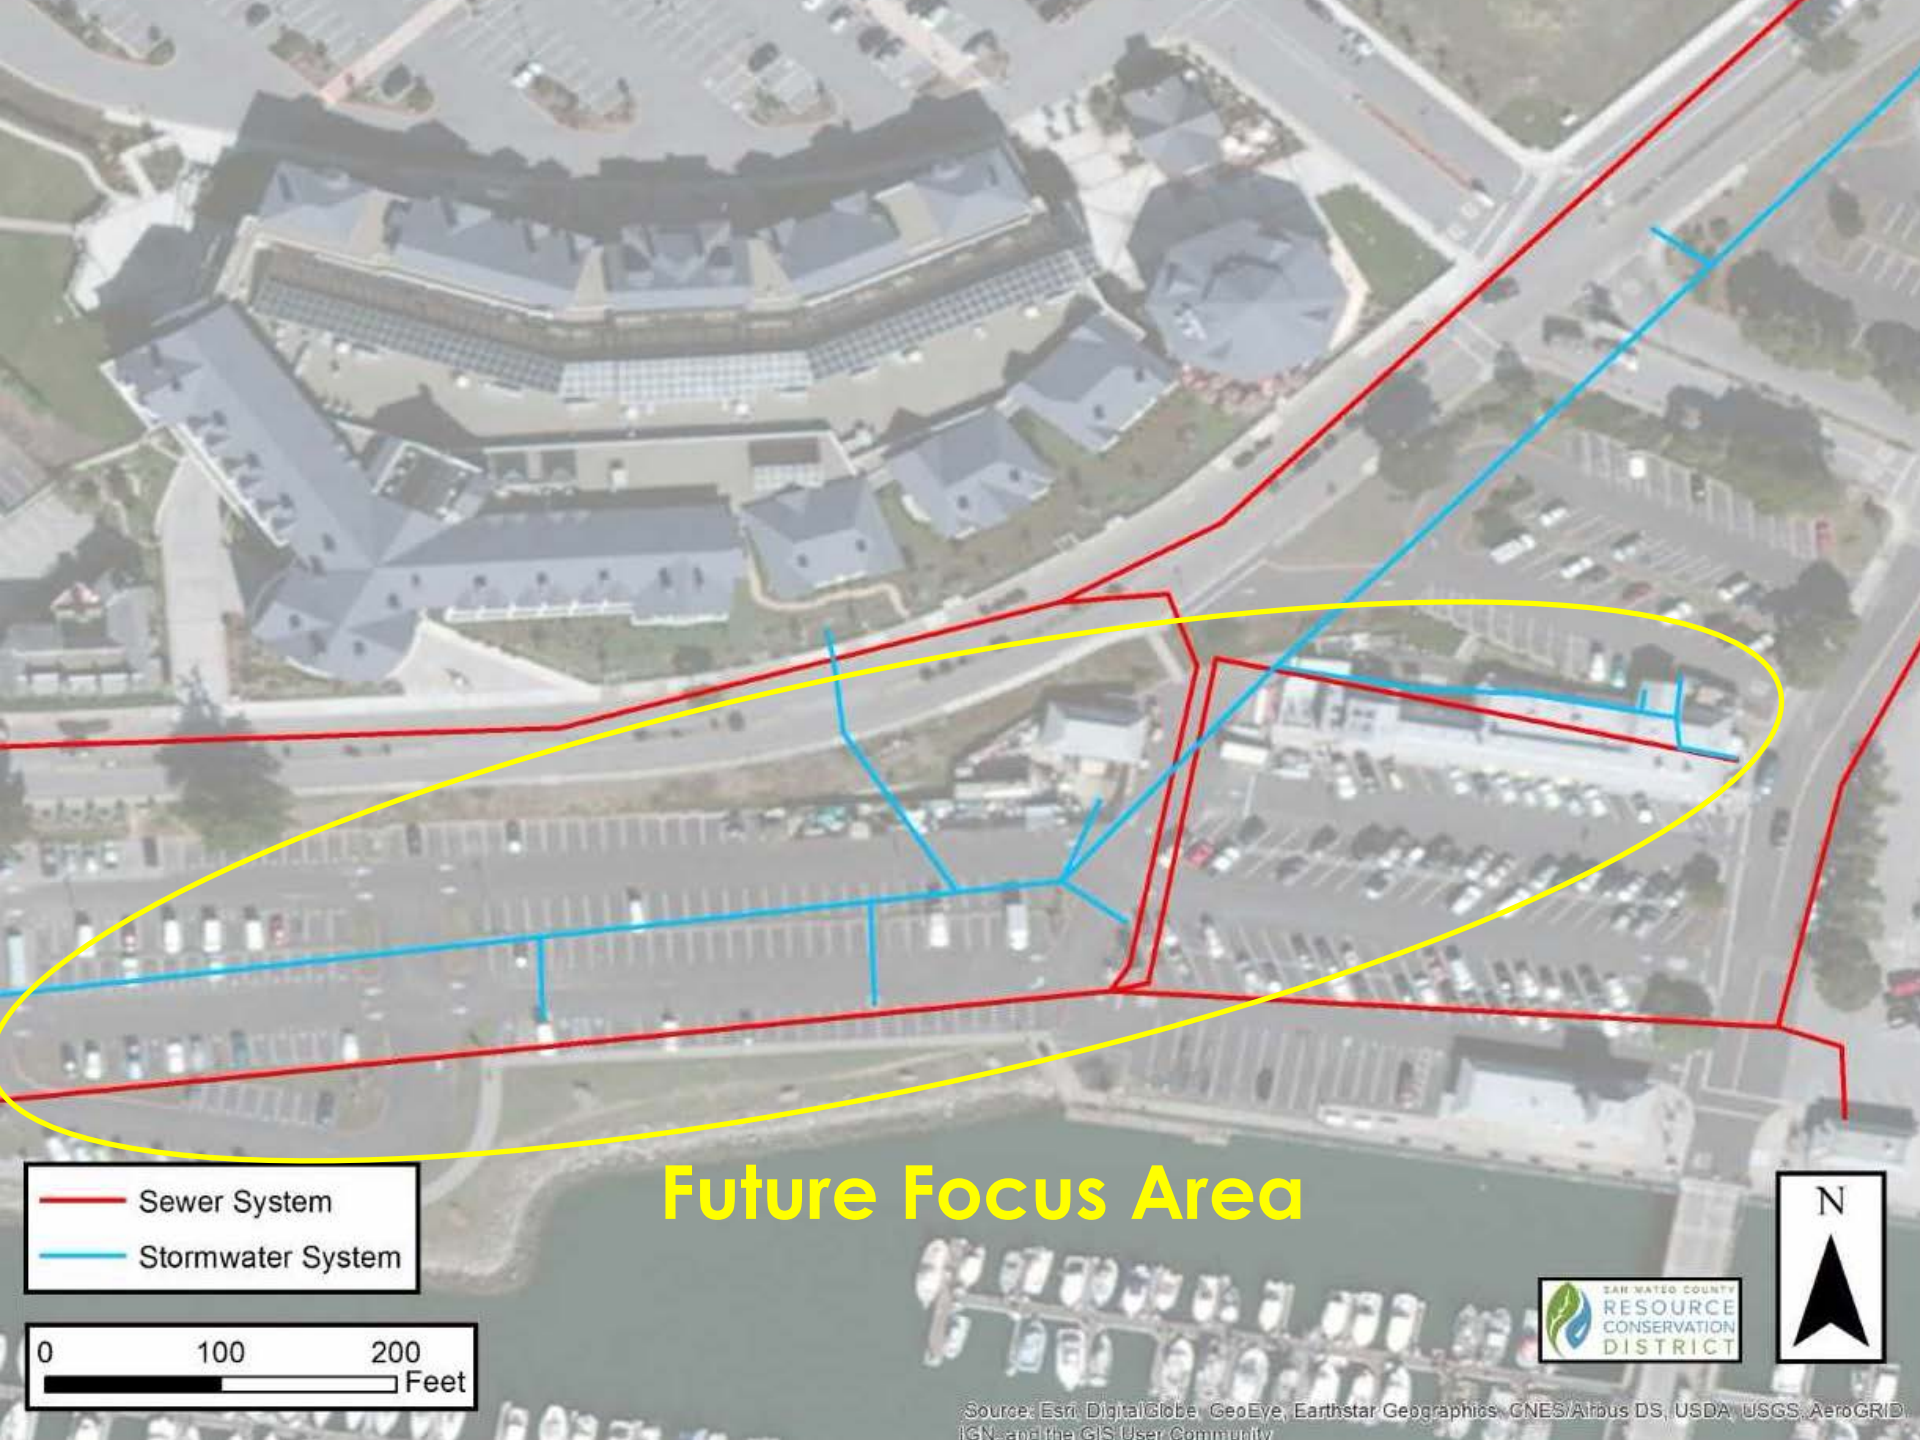 Future Focus Area
Sewer System
Stormwater System
0 100 200
Feet
N
SAN MATEO COUNTY
RESOURCE
CONSERVATION
DISTRICT
Source: Esri, DigitalGlobe, GeoEye, Earthstar Geographics, CNES/Airbus DS, USDA, USGS, AeroGRID,
IGN, and the GIS User Community